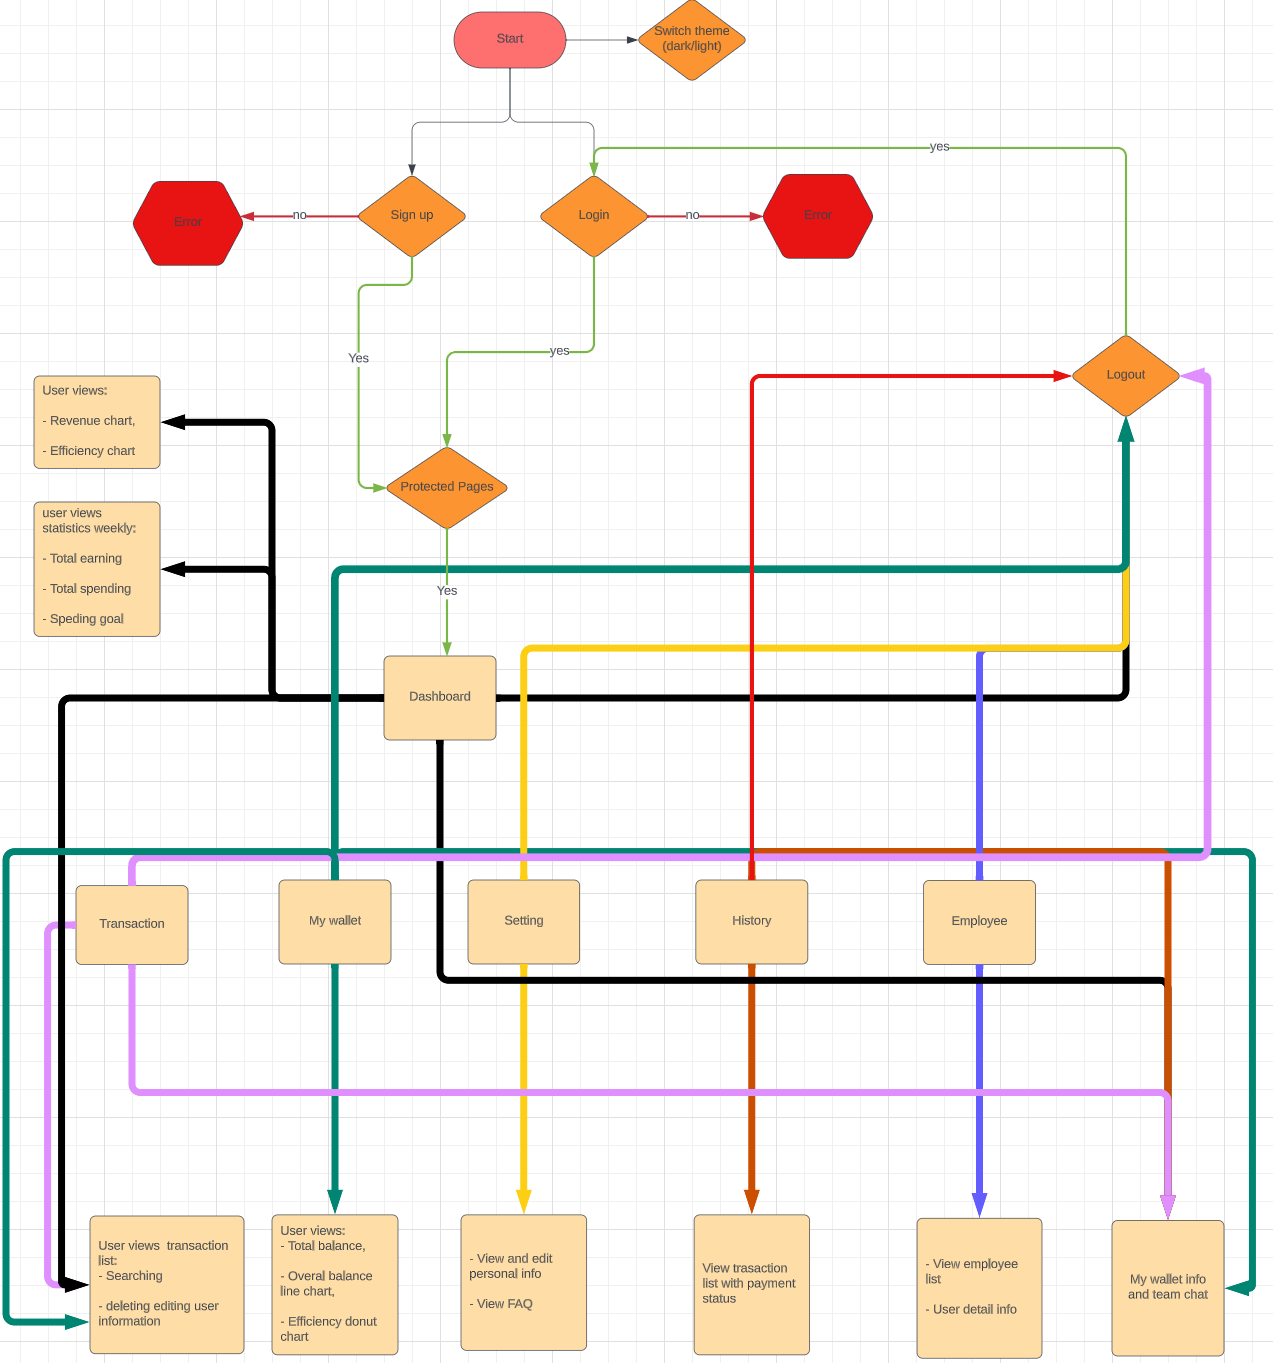 Start
Switch theme
(dark/light)
yes
Error
no
Sign up
Login
no
Error
Yes
yes
Logout
User views:
- Revenue chart,
- Efficiency chart
Protected Pages
user views
statistics weekly:
- Total earning
- Total spending
- Speding goal
Yes
Dashboard
Transaction
My wallet
Setting
History
Employee
User views  transaction
list:
- Searching
- deleting editing user
information
User views:
- Total balance,
- Overal balance
line chart,
- Efficiency donut
chart
- View and edit
personal info
- View FAQ
View trasaction
list with payment
status
- View employee
list
- User detail info
My wallet info
and team chat